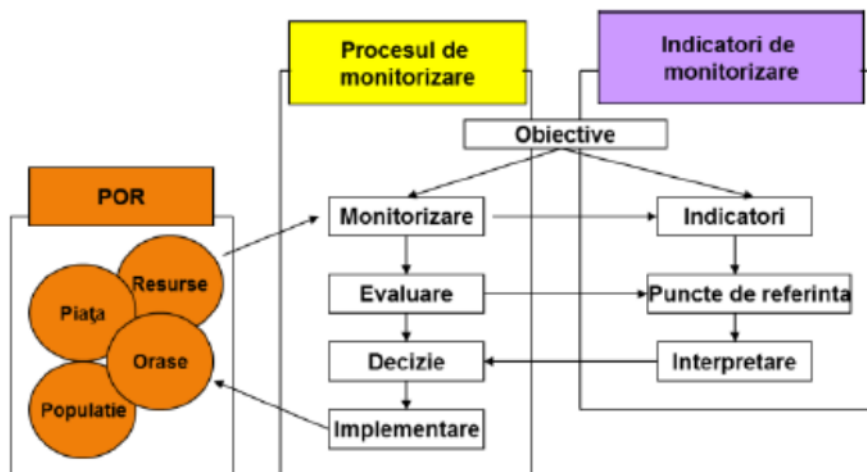 Procesul de
monitorizare
Indicatori de
monitorizare
Obiective
POR
Monitorizare
Indicatori
Resurse
Piaţa
Evaluare
Puncte de referinta
Orase
Decizie
Interpretare
Populatie
Implementare